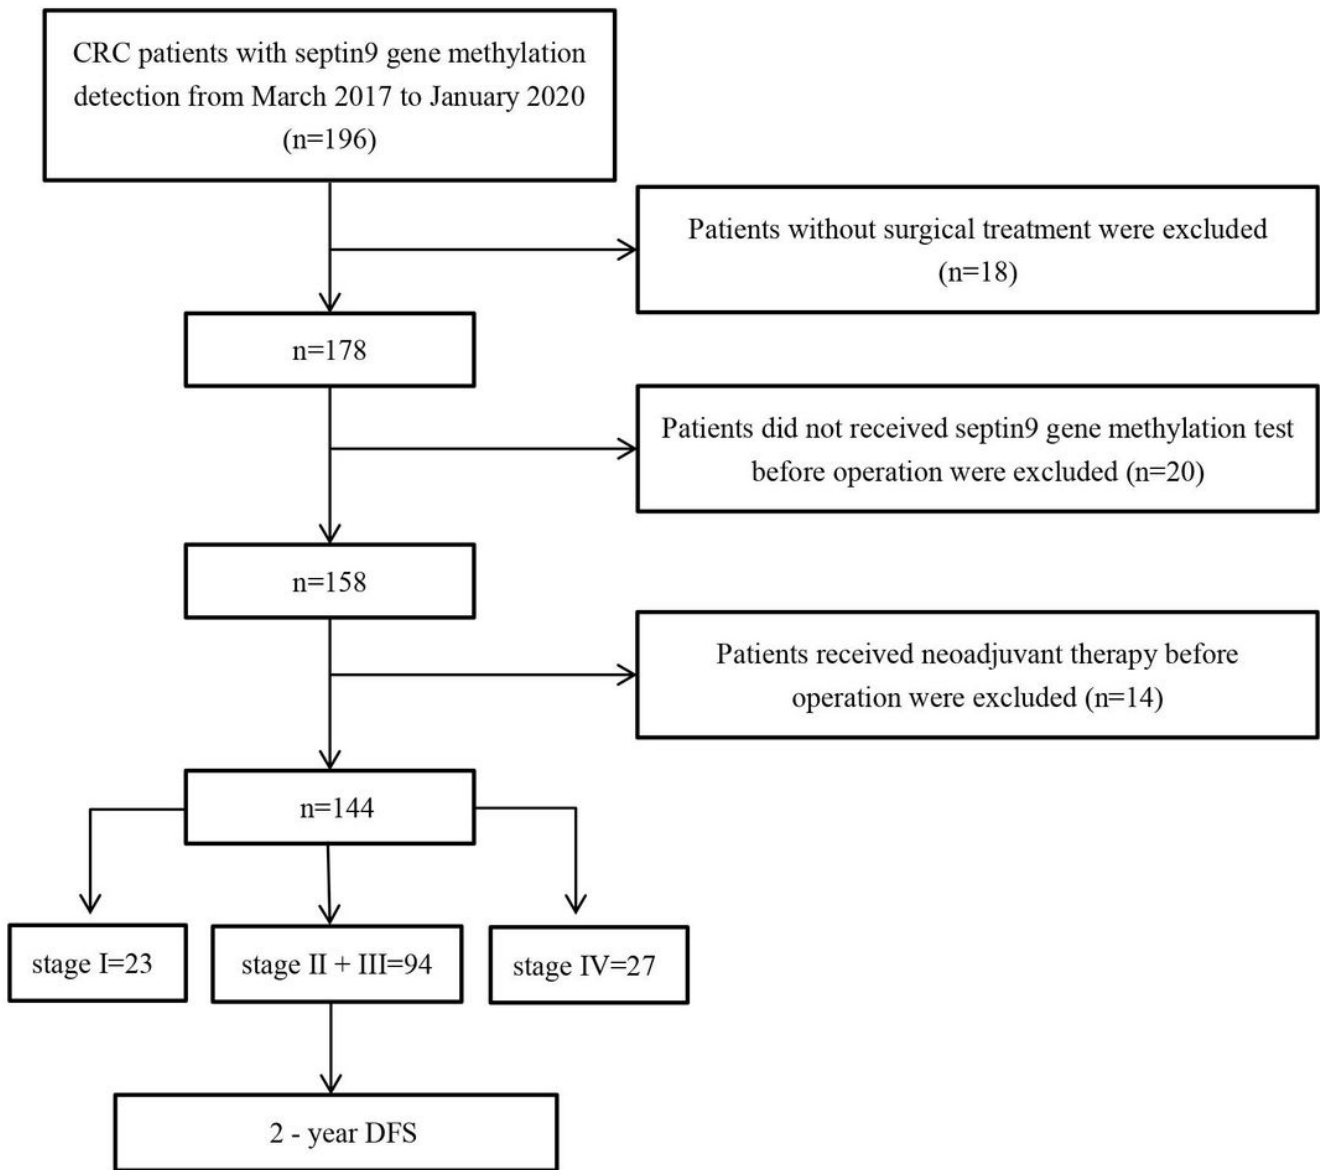 CRC patients with septin9 gene methylation
detection from March 2017 to January 2020
(n=196)
Patients without surgical treatment were excluded
(n=18)
n=178
Patients did not received septin9 gene methylation test
before operation were excluded (n=20)
n=158
Patients received neoadjuvant therapy before
operation were excluded (n=14)
n=144
stage I=23
stage II + III=94
stage IV=27
2 - year DFS